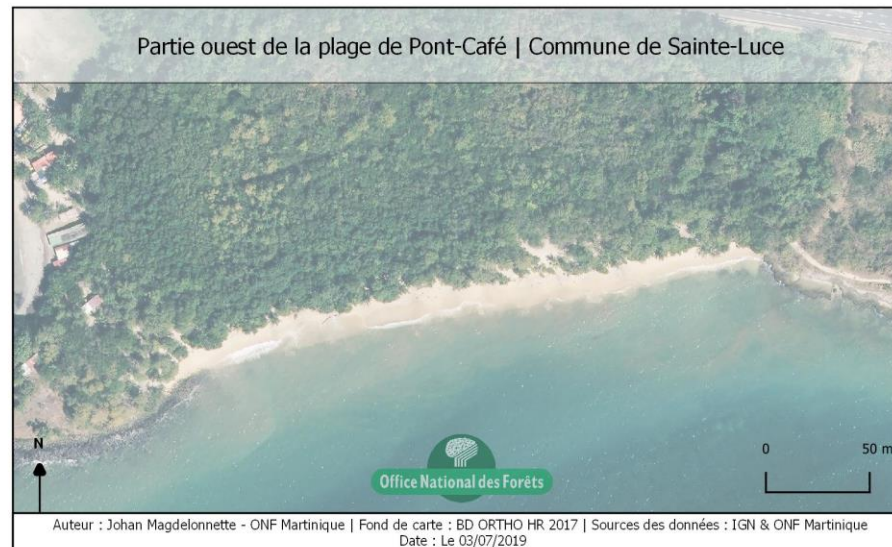 Partie ouest de la plage de Pont-Café | Commune de Sainte-Luce
N
0 50 m
Office National des Forêts
Auteur : Johan Magdelonnette - ONF Martinique | Fond de carte : BD ORTHO HR 2017 | Sources des données : IGN & ONF Martinique
Date : Le 03/07/2019